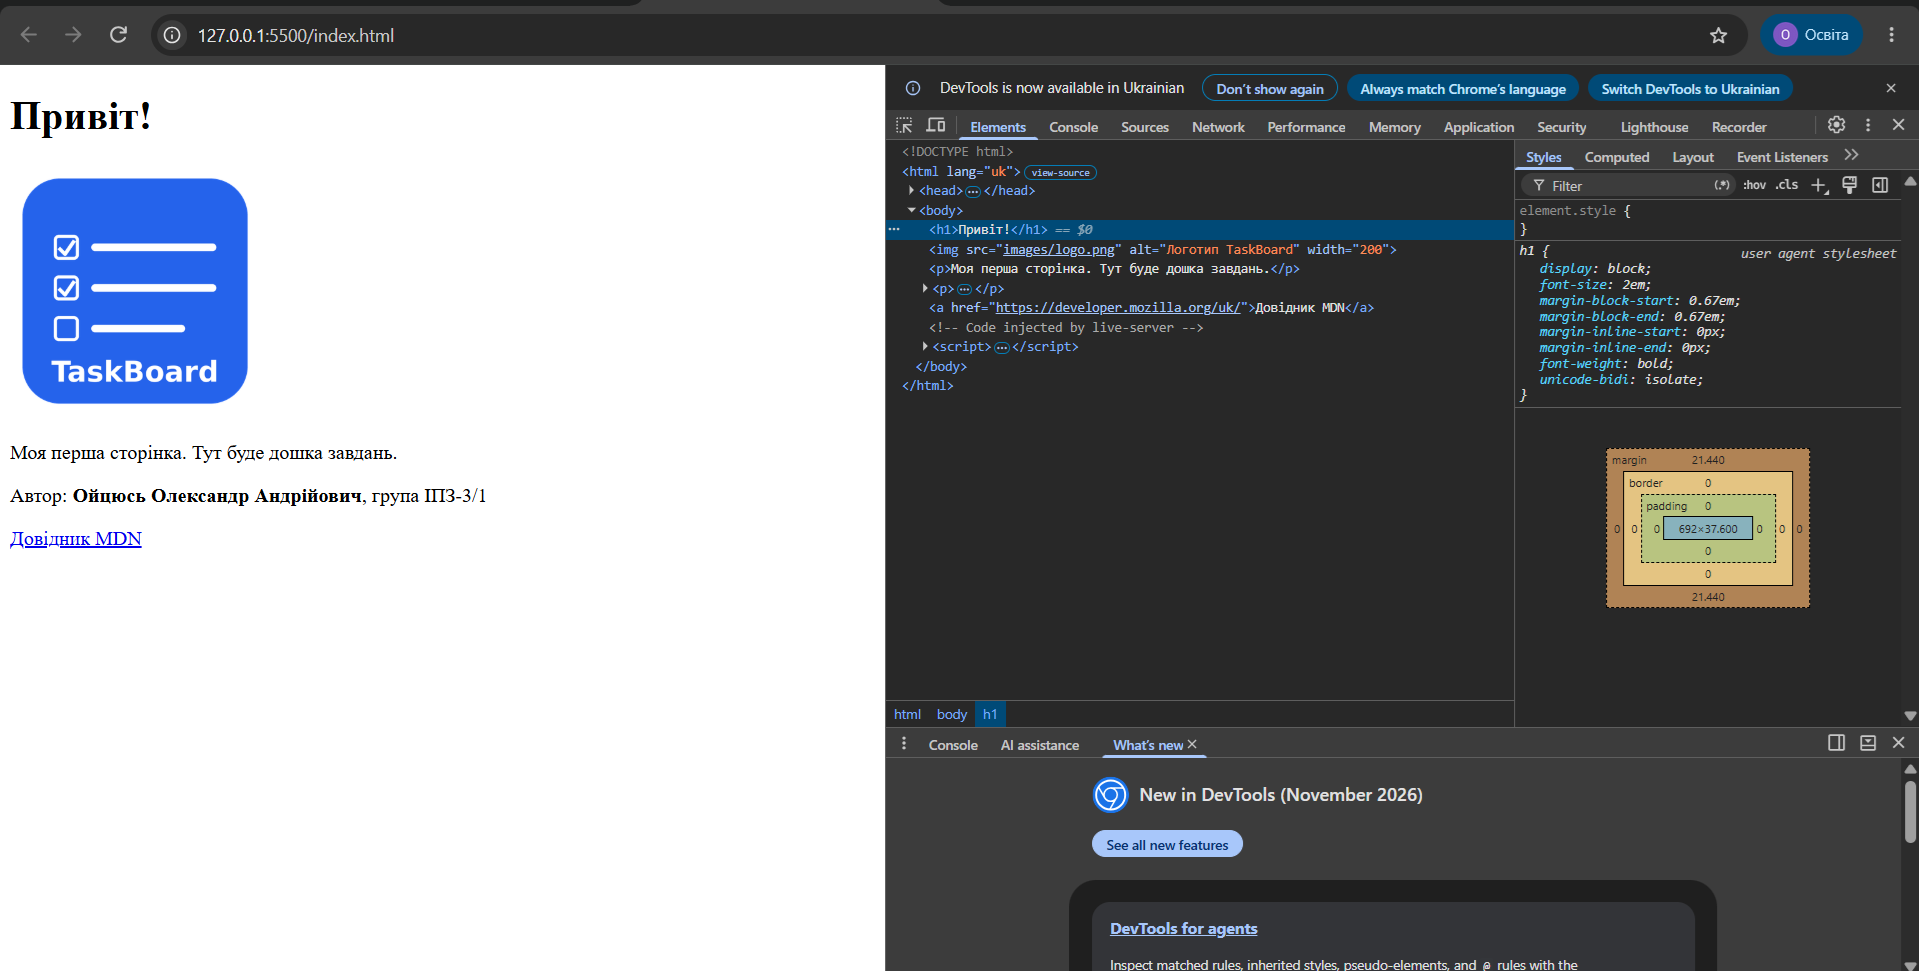 127.0.0.1:5500/index.html
О Освіта
Привіт!
TaskBoard
Моя перша сторінка. Тут буде дошка завдань.
Автор: Ойцюсь Олександр Андрійович, група ІПЗ-3/1
Довідник MDN
DevTools is now available in Ukrainian Don't show again Always match Chrome's language Switch DevTools to Ukrainian
Elements Console Sources Network Performance Memory Application Security Lighthouse Recorder
<!DOCTYPE html>
<html lang="uk"> view-source
<head> ··· </head>
<body>
··· <h1>Привіт!</h1> == $0
<img src="images/logo.png" alt="Логотип TaskBoard" width="200">
<p>Моя перша сторінка. Тут буде дошка завдань.</p>
<p> ··· </p>
<a href="https://developer.mozilla.org/uk/">Довідник MDN</a>
<!-- Code injected by live-server -->
<script> ··· </script>
</body>
</html>
html body h1
Styles Computed Layout Event Listeners
Filter (.*) :hov .cls
element.style {
}
h1 { user agent stylesheet
display: block;
font-size: 2em;
margin-block-start: 0.67em;
margin-block-end: 0.67em;
margin-inline-start: 0px;
margin-inline-end: 0px;
font-weight: bold;
unicode-bidi: isolate;
}
margin 21.440
border 0
padding 0
0 0 0 692×37.600 0 0 0
0
0
21.440
Console AI assistance What's new
New in DevTools (November 2026)
See all new features
DevTools for agents
Inspect matched rules, inherited styles, pseudo-elements, and @ rules with the